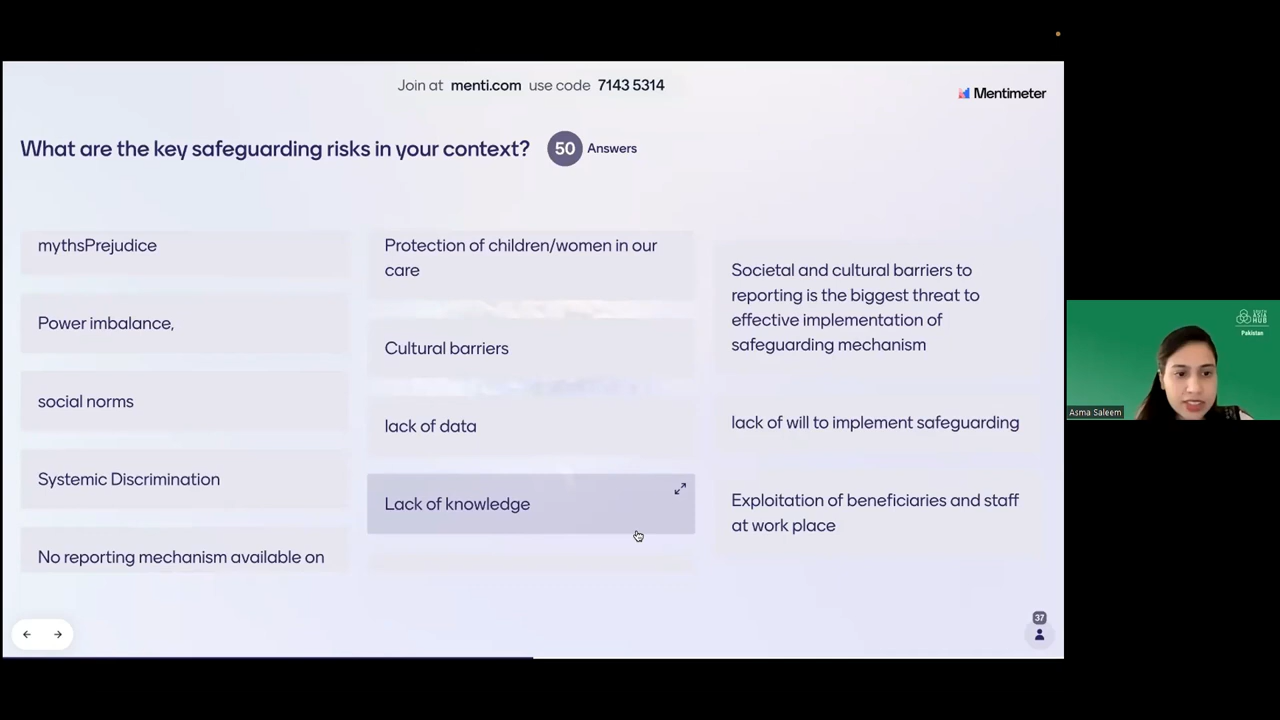 Join at menti.com use code 7143 5314
Mentimeter
What are the key safeguarding risks in your context?
50 Answers
mythsPrejudice
Power imbalance,
social norms
Systemic Discrimination
No reporting mechanism available on
Protection of children/women in our
care
Cultural barriers
lack of data
Lack of knowledge
Societal and cultural barriers to
reporting is the biggest threat to
effective implementation of
safeguarding mechanism
lack of will to implement safeguarding
Exploitation of beneficiaries and staff
at work place
37
HUB
Pakistan
Asma Saleem